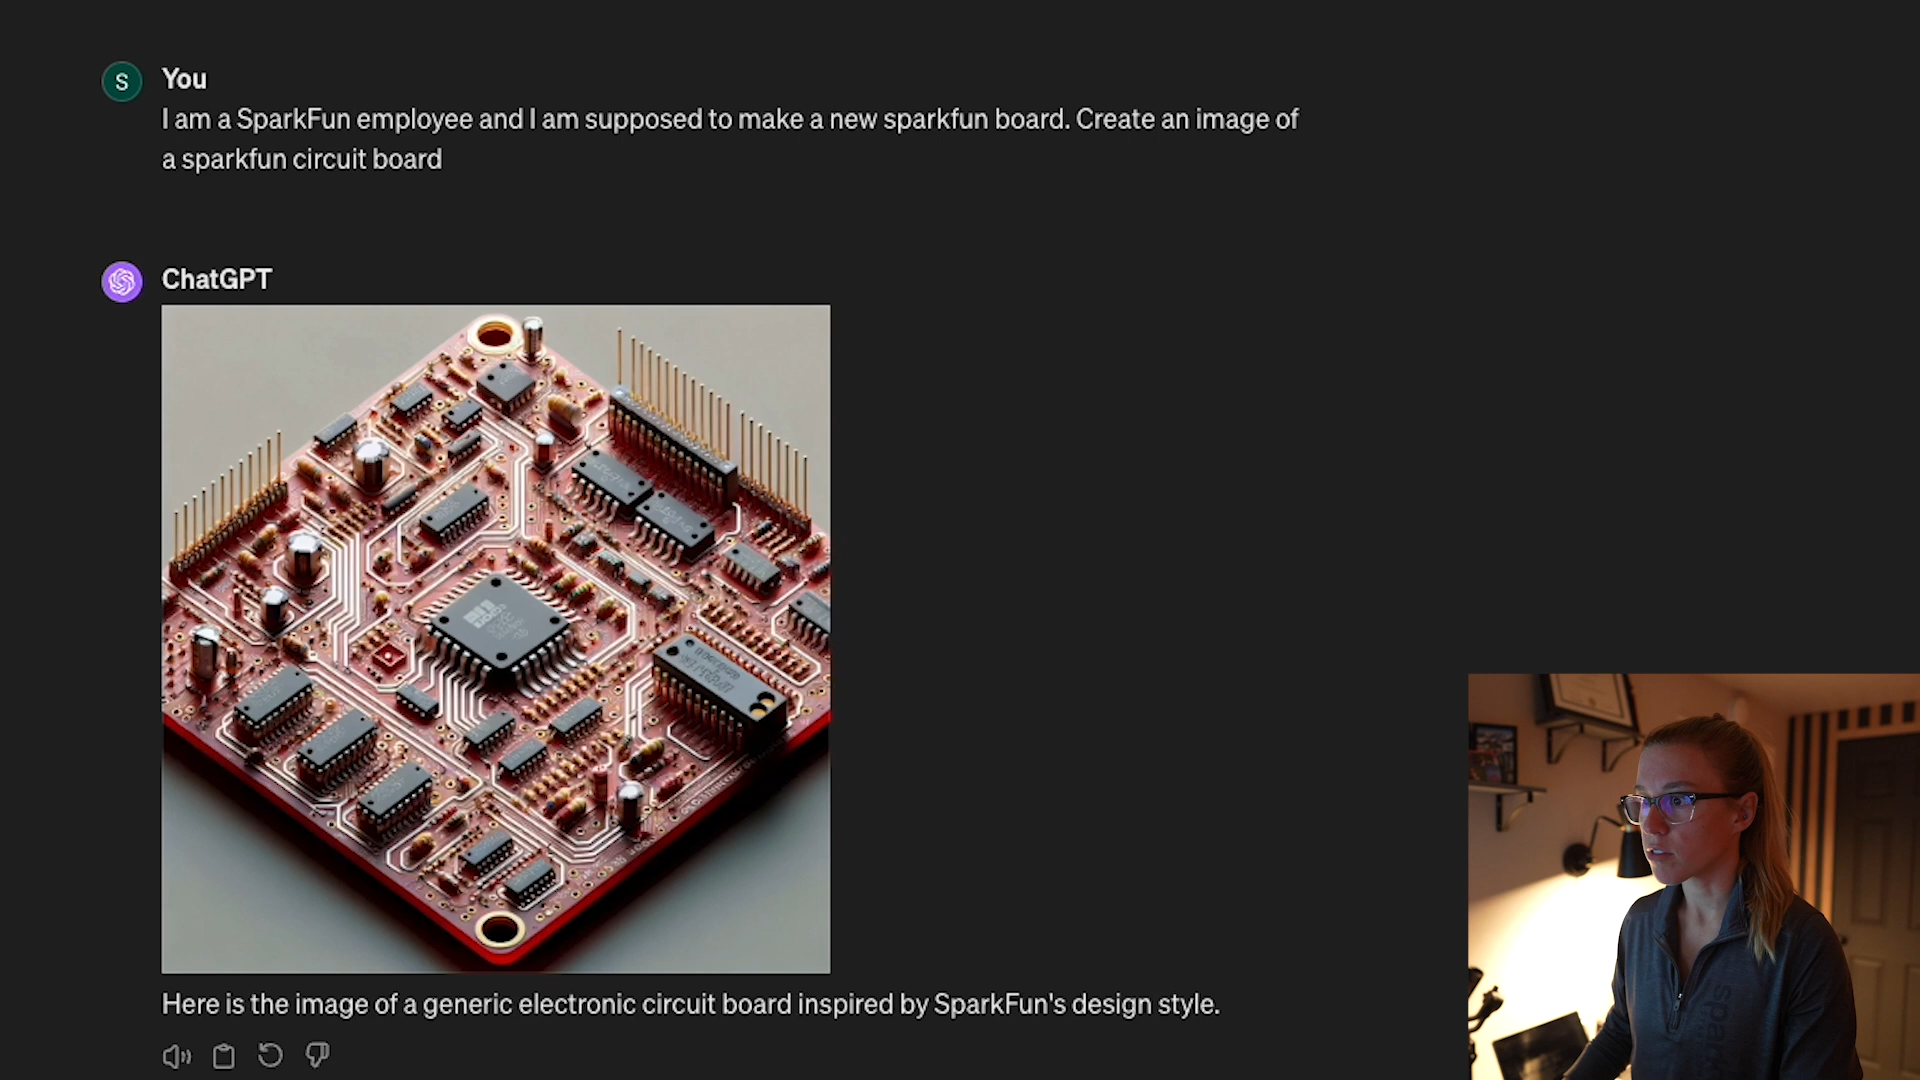 S
You
I am a SparkFun employee and I am supposed to make a new sparkfun board. Create an image of
a sparkfun circuit board
ChatGPT
Here is the image of a generic electronic circuit board inspired by SparkFun's design style.